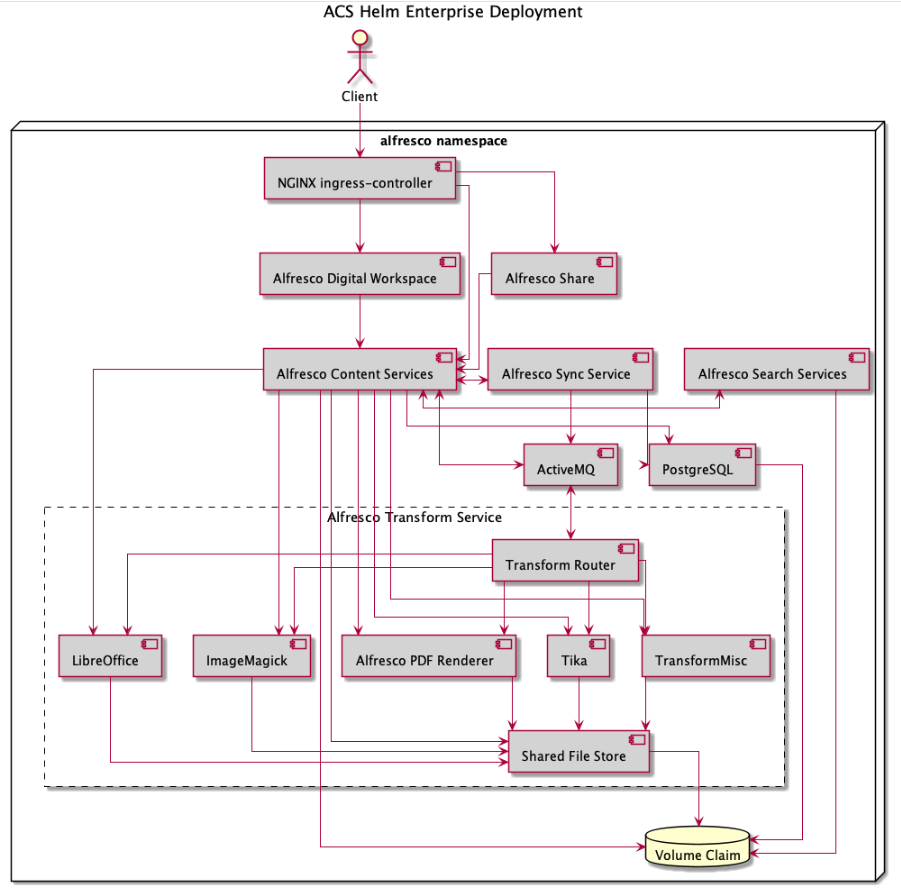 ACS Helm Enterprise Deployment
Client
alfresco namespace
NGINX ingress-controller
Alfresco Digital Workspace
Alfresco Share
Alfresco Content Services
Alfresco Sync Service
Alfresco Search Services
ActiveMQ
PostgreSQL
Alfresco Transform Service
Transform Router
LibreOffice
ImageMagick
Alfresco PDF Renderer
Tika
TransformMisc
Shared File Store
Volume Claim